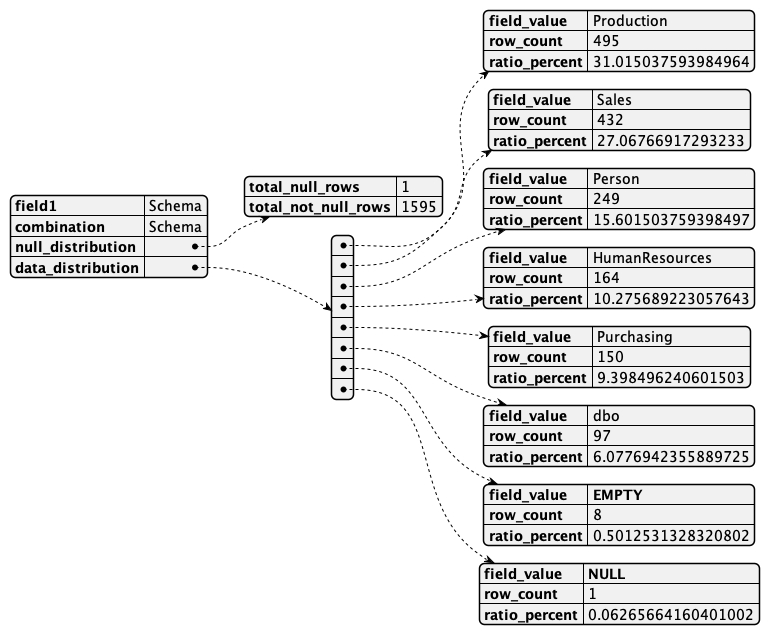 field1 Schema
combination Schema
null_distribution
data_distribution
total_null_rows 1
total_not_null_rows 1595
field_value Production
row_count 495
ratio_percent 31.015037593984964
field_value Sales
row_count 432
ratio_percent 27.06766917293233
field_value Person
row_count 249
ratio_percent 15.601503759398497
field_value HumanResources
row_count 164
ratio_percent 10.275689223057643
field_value Purchasing
row_count 150
ratio_percent 9.398496240601503
field_value dbo
row_count 97
ratio_percent 6.0776942355889725
field_value EMPTY
row_count 8
ratio_percent 0.5012531328320802
field_value NULL
row_count 1
ratio_percent 0.06265664160401002